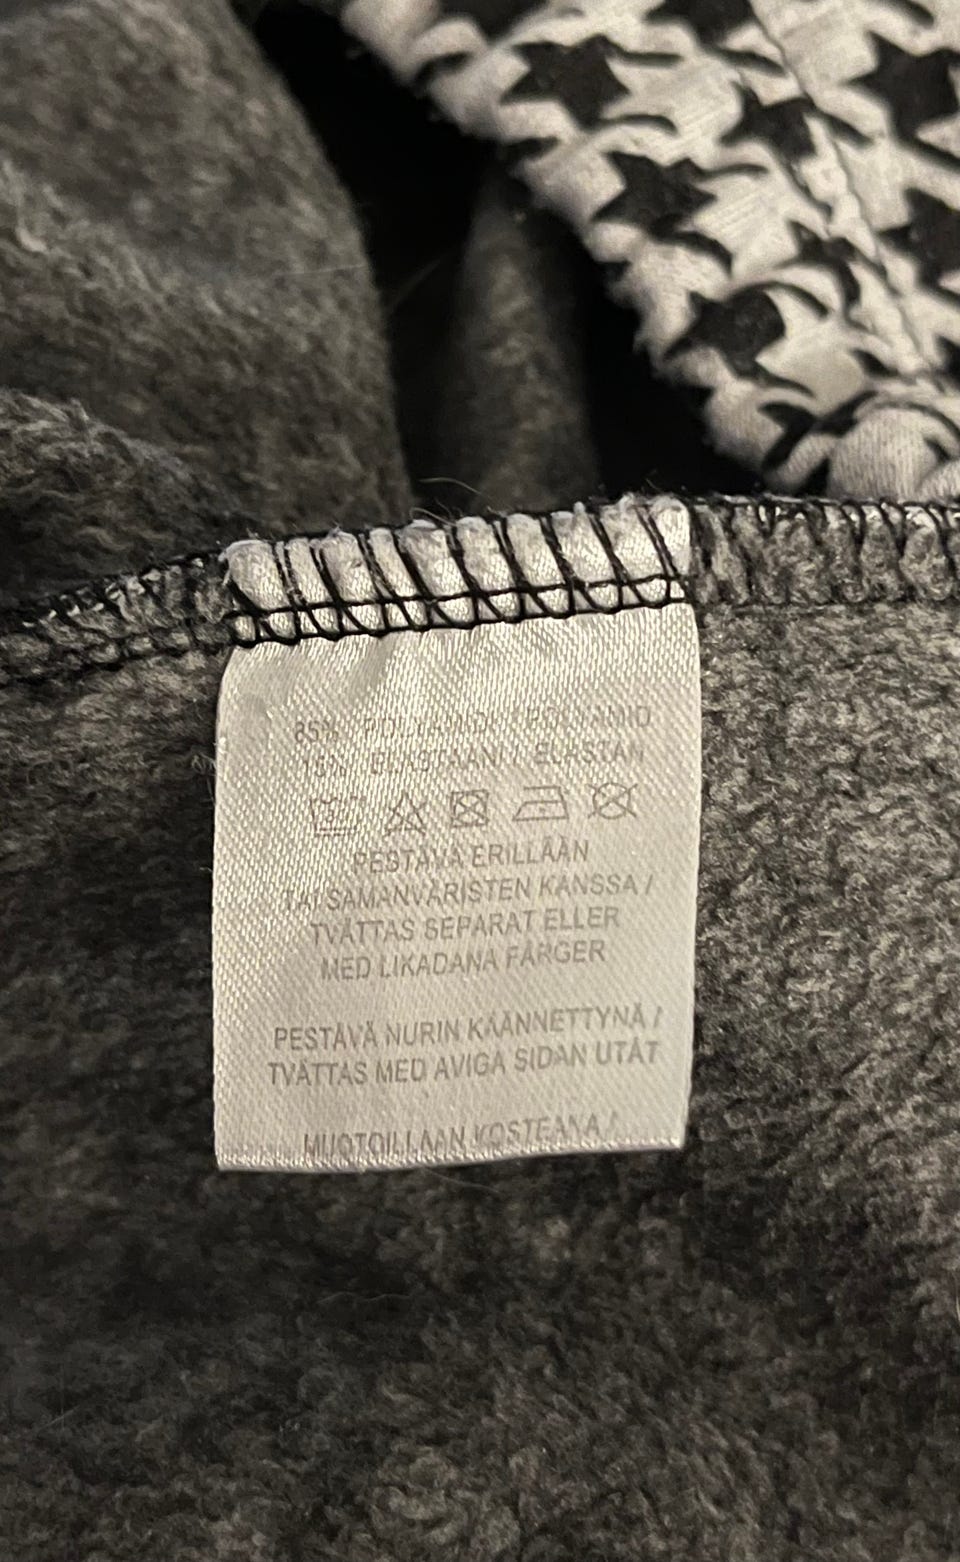 85% POLYAMIDI / POLYAMID
15% ELASTAANI / ELASTAN
PESTÄVÄ ERILLÄÄN
TAI SAMANVÄRISTEN KANSSA /
TVÄTTAS SEPARAT ELLER
MED LIKADANA FÄRGER
PESTÄVÄ NURIN KÄÄNNETTYNÄ /
TVÄTTAS MED AVIGA SIDAN UTÅT
MUOTOILLAAN KOSTEANA /